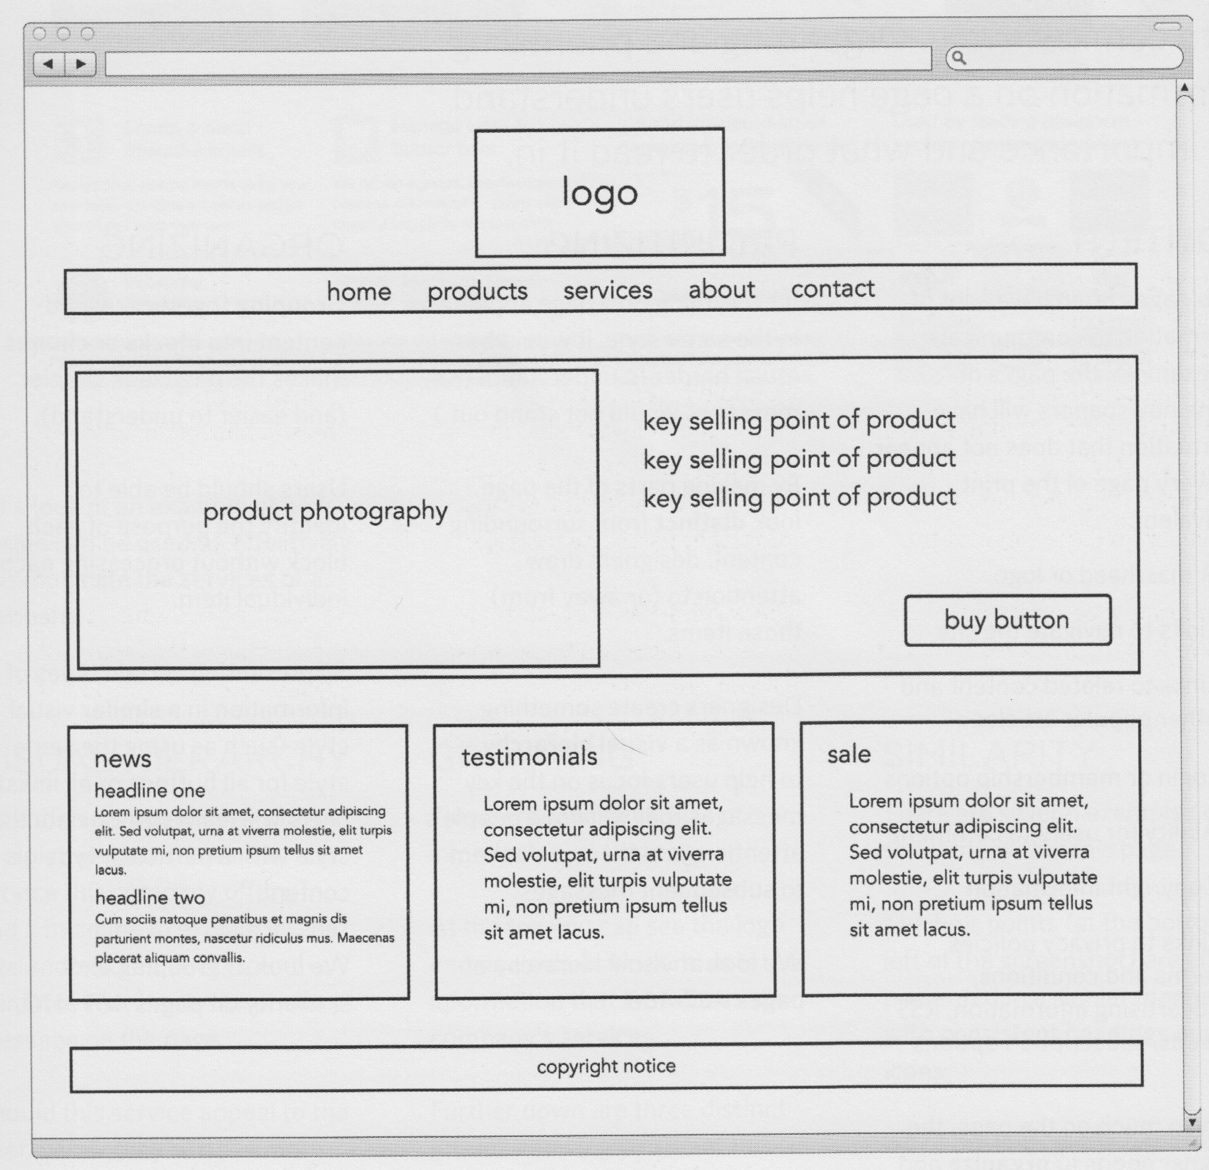 logo
home products services about contact
product photography
key selling point of product
key selling point of product
key selling point of product
buy button
news
headline one
Lorem ipsum dolor sit amet, consectetur adipiscing
elit. Sed volutpat, urna at viverra molestie, elit turpis
vulputate mi, non pretium ipsum tellus sit amet
lacus.
headline two
Cum sociis natoque penatibus et magnis dis
parturient montes, nascetur ridiculus mus. Maecenas
placerat aliquam convallis.
testimonials
Lorem ipsum dolor sit amet,
consectetur adipiscing elit.
Sed volutpat, urna at viverra
molestie, elit turpis vulputate
mi, non pretium ipsum tellus
sit amet lacus.
sale
Lorem ipsum dolor sit amet,
consectetur adipiscing elit.
Sed volutpat, urna at viverra
molestie, elit turpis vulputate
mi, non pretium ipsum tellus
sit amet lacus.
copyright notice